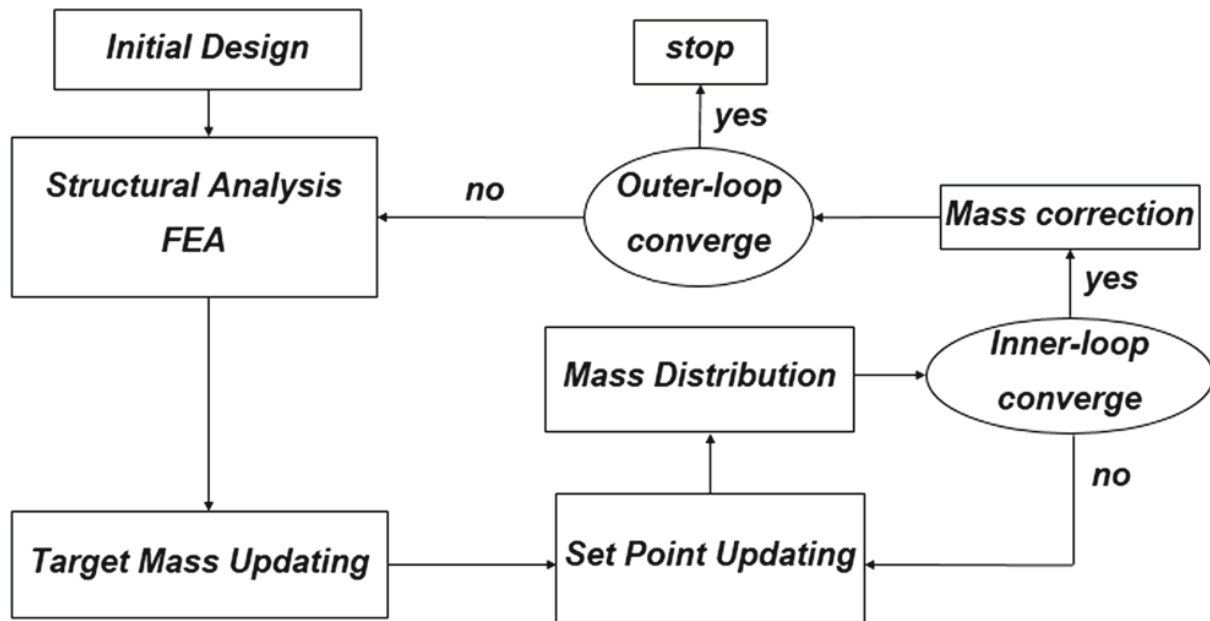 Initial Design
stop
yes
Structural Analysis
FEA
no
Outer-loop
converge
Mass correction
yes
Inner-loop
converge
Mass Distribution
no
Target Mass Updating
Set Point Updating